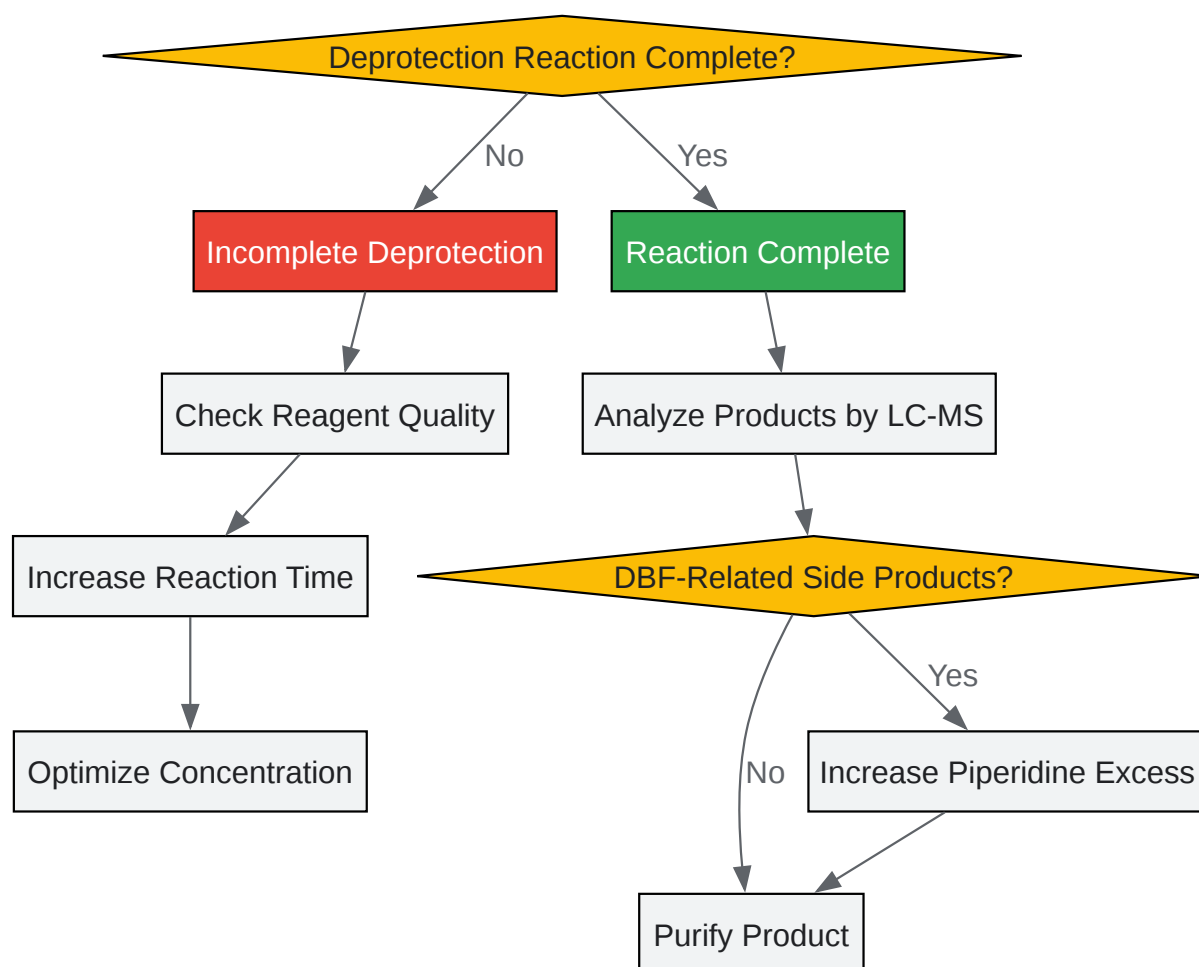 Deprotection Reaction Complete?
No
Yes
Incomplete Deprotection
Reaction Complete
Check Reagent Quality
Analyze Products by LC-MS
Increase Reaction Time
DBF-Related Side Products?
Yes
Optimize Concentration
No
Increase Piperidine Excess
Purify Product